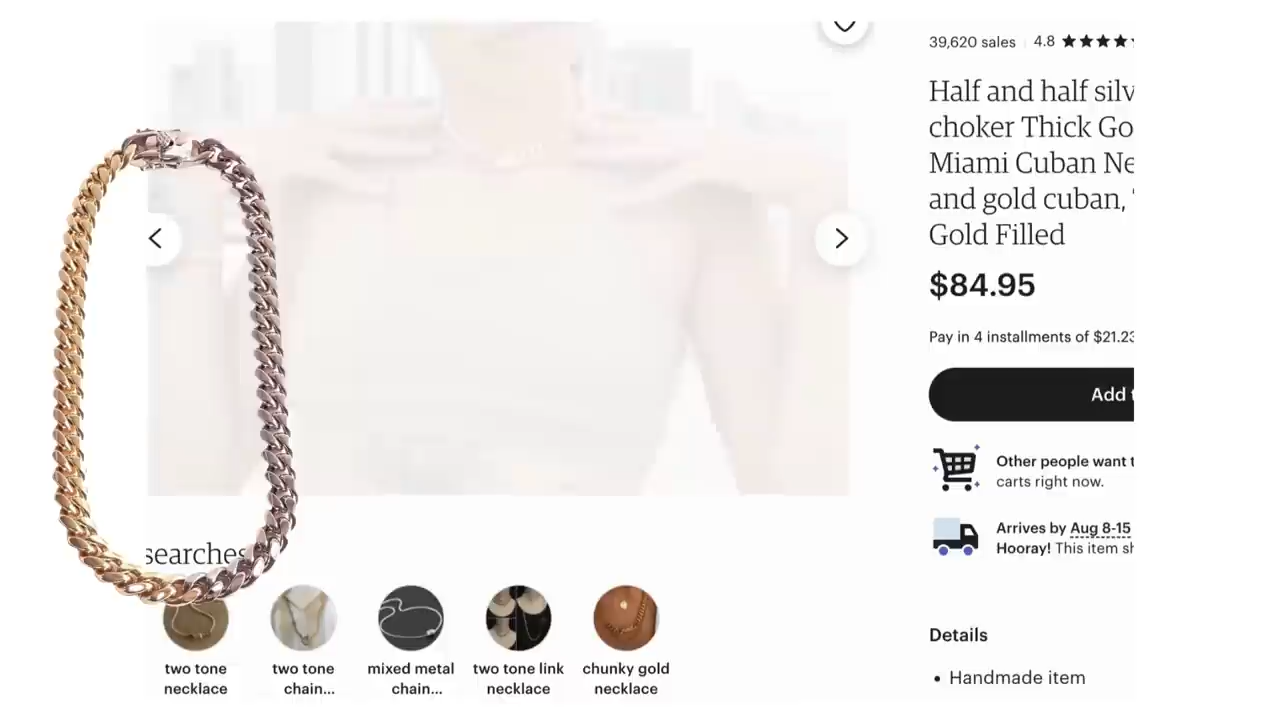 39,620 sales 4.8
Half and half silv
choker Thick Go
Miami Cuban Ne
and gold cuban, '
Gold Filled
$84.95
Pay in 4 installments of $21.23
Add t
Other people want t
carts right now.
Arrives by Aug 8-15
Hooray! This item sh
searches
two tone
necklace
two tone
chain...
mixed metal
chain...
two tone link
necklace
chunky gold
necklace
Details
• Handmade item